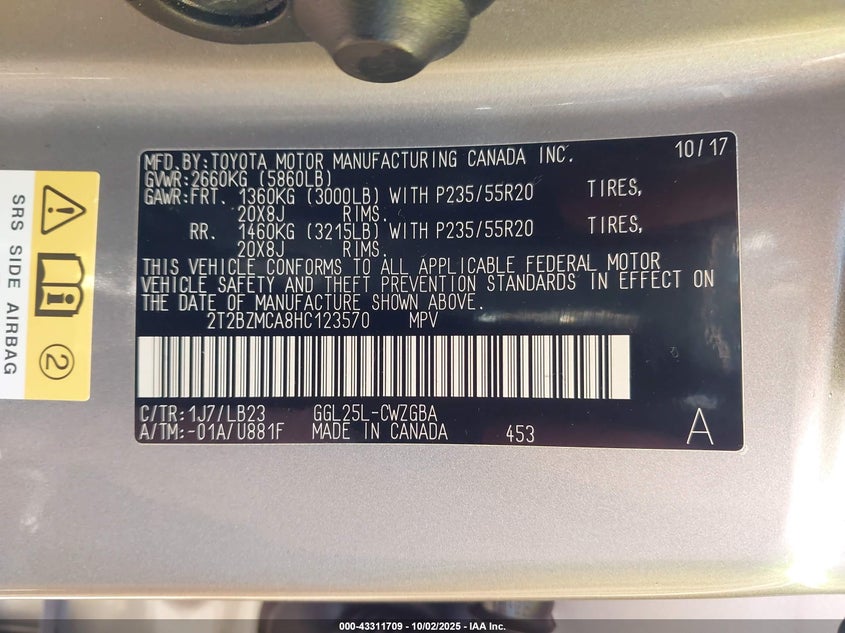 MFD.BY:TOYOTA MOTOR MANUFACTURING CANADA INC. 10/17
GVWR:2660KG (5860LB)
GAWR:FRT. 1360KG (3000LB) WITH P235/55R20 TIRES,
20X8J RIMS.
RR. 1460KG (3215LB) WITH P235/55R20 TIRES,
20X8J RIMS.
THIS VEHICLE CONFORMS TO ALL APPLICABLE FEDERAL MOTOR
VEHICLE SAFETY AND THEFT PREVENTION STANDARDS IN EFFECT ON
THE DATE OF MANUFACTURE SHOWN ABOVE.
2T2BZMCA8HC123570 MPV
C/TR:1J7/LB23 GGL25L-CWZGBA
A/TM:-01A/U881F MADE IN CANADA 453 A
SRS SIDE AIRBAG
2
000-43311709 - 10/02/2025 - IAA Inc.